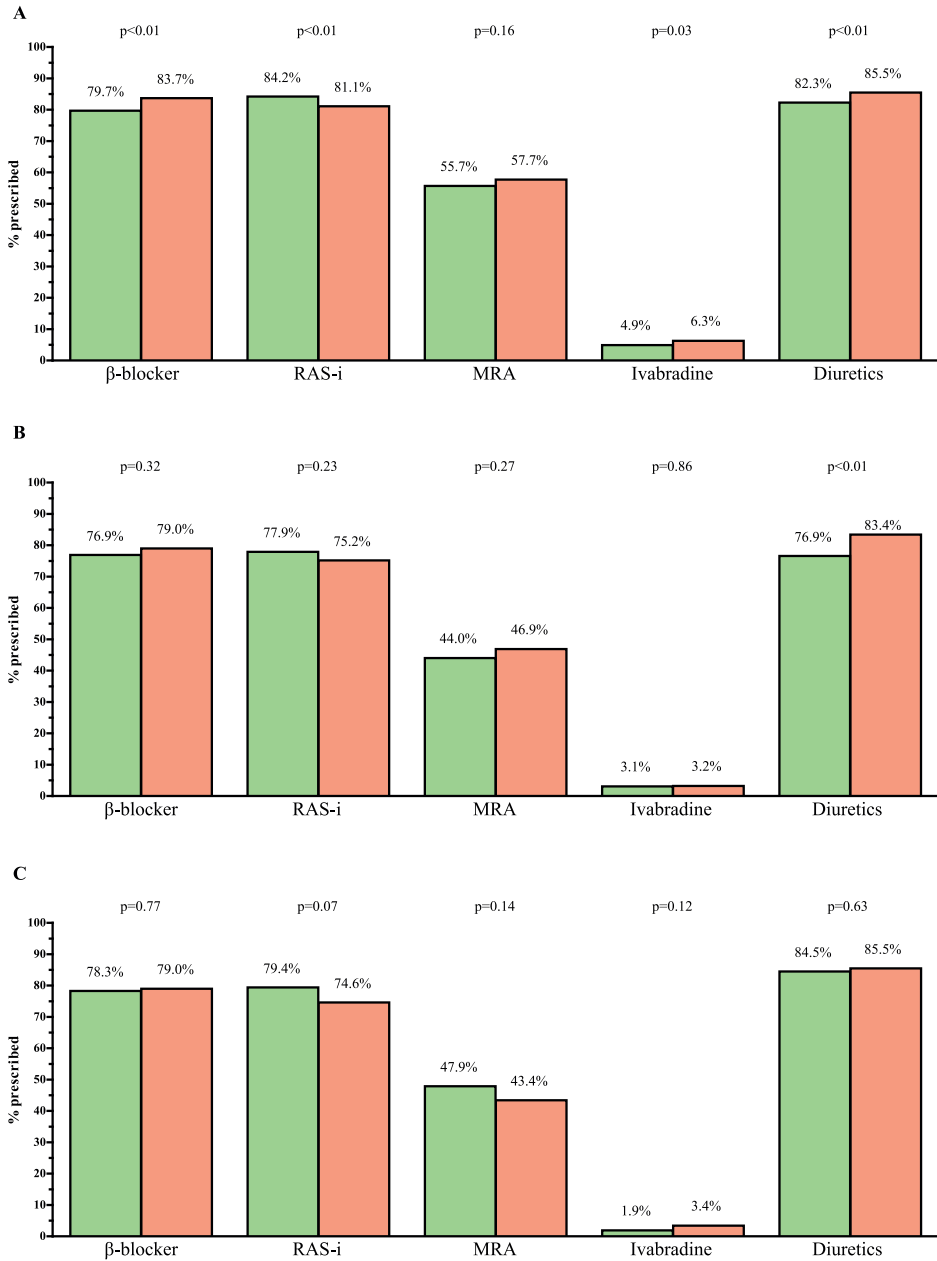 A
p<0.01 p<0.01 p=0.16 p=0.03 p<0.01
% prescribed
100
90
80
70
60
50
40
30
20
10
0
79.7% 83.7% 84.2% 81.1% 55.7% 57.7% 4.9% 6.3% 82.3% 85.5%
β-blocker RAS-i MRA Ivabradine Diuretics
B
p=0.32 p=0.23 p=0.27 p=0.86 p<0.01
% prescribed
100
90
80
70
60
50
40
30
20
10
0
76.9% 79.0% 77.9% 75.2% 44.0% 46.9% 3.1% 3.2% 76.9% 83.4%
β-blocker RAS-i MRA Ivabradine Diuretics
C
p=0.77 p=0.07 p=0.14 p=0.12 p=0.63
% prescribed
100
90
80
70
60
50
40
30
20
10
0
78.3% 79.0% 79.4% 74.6% 47.9% 43.4% 1.9% 3.4% 84.5% 85.5%
β-blocker RAS-i MRA Ivabradine Diuretics